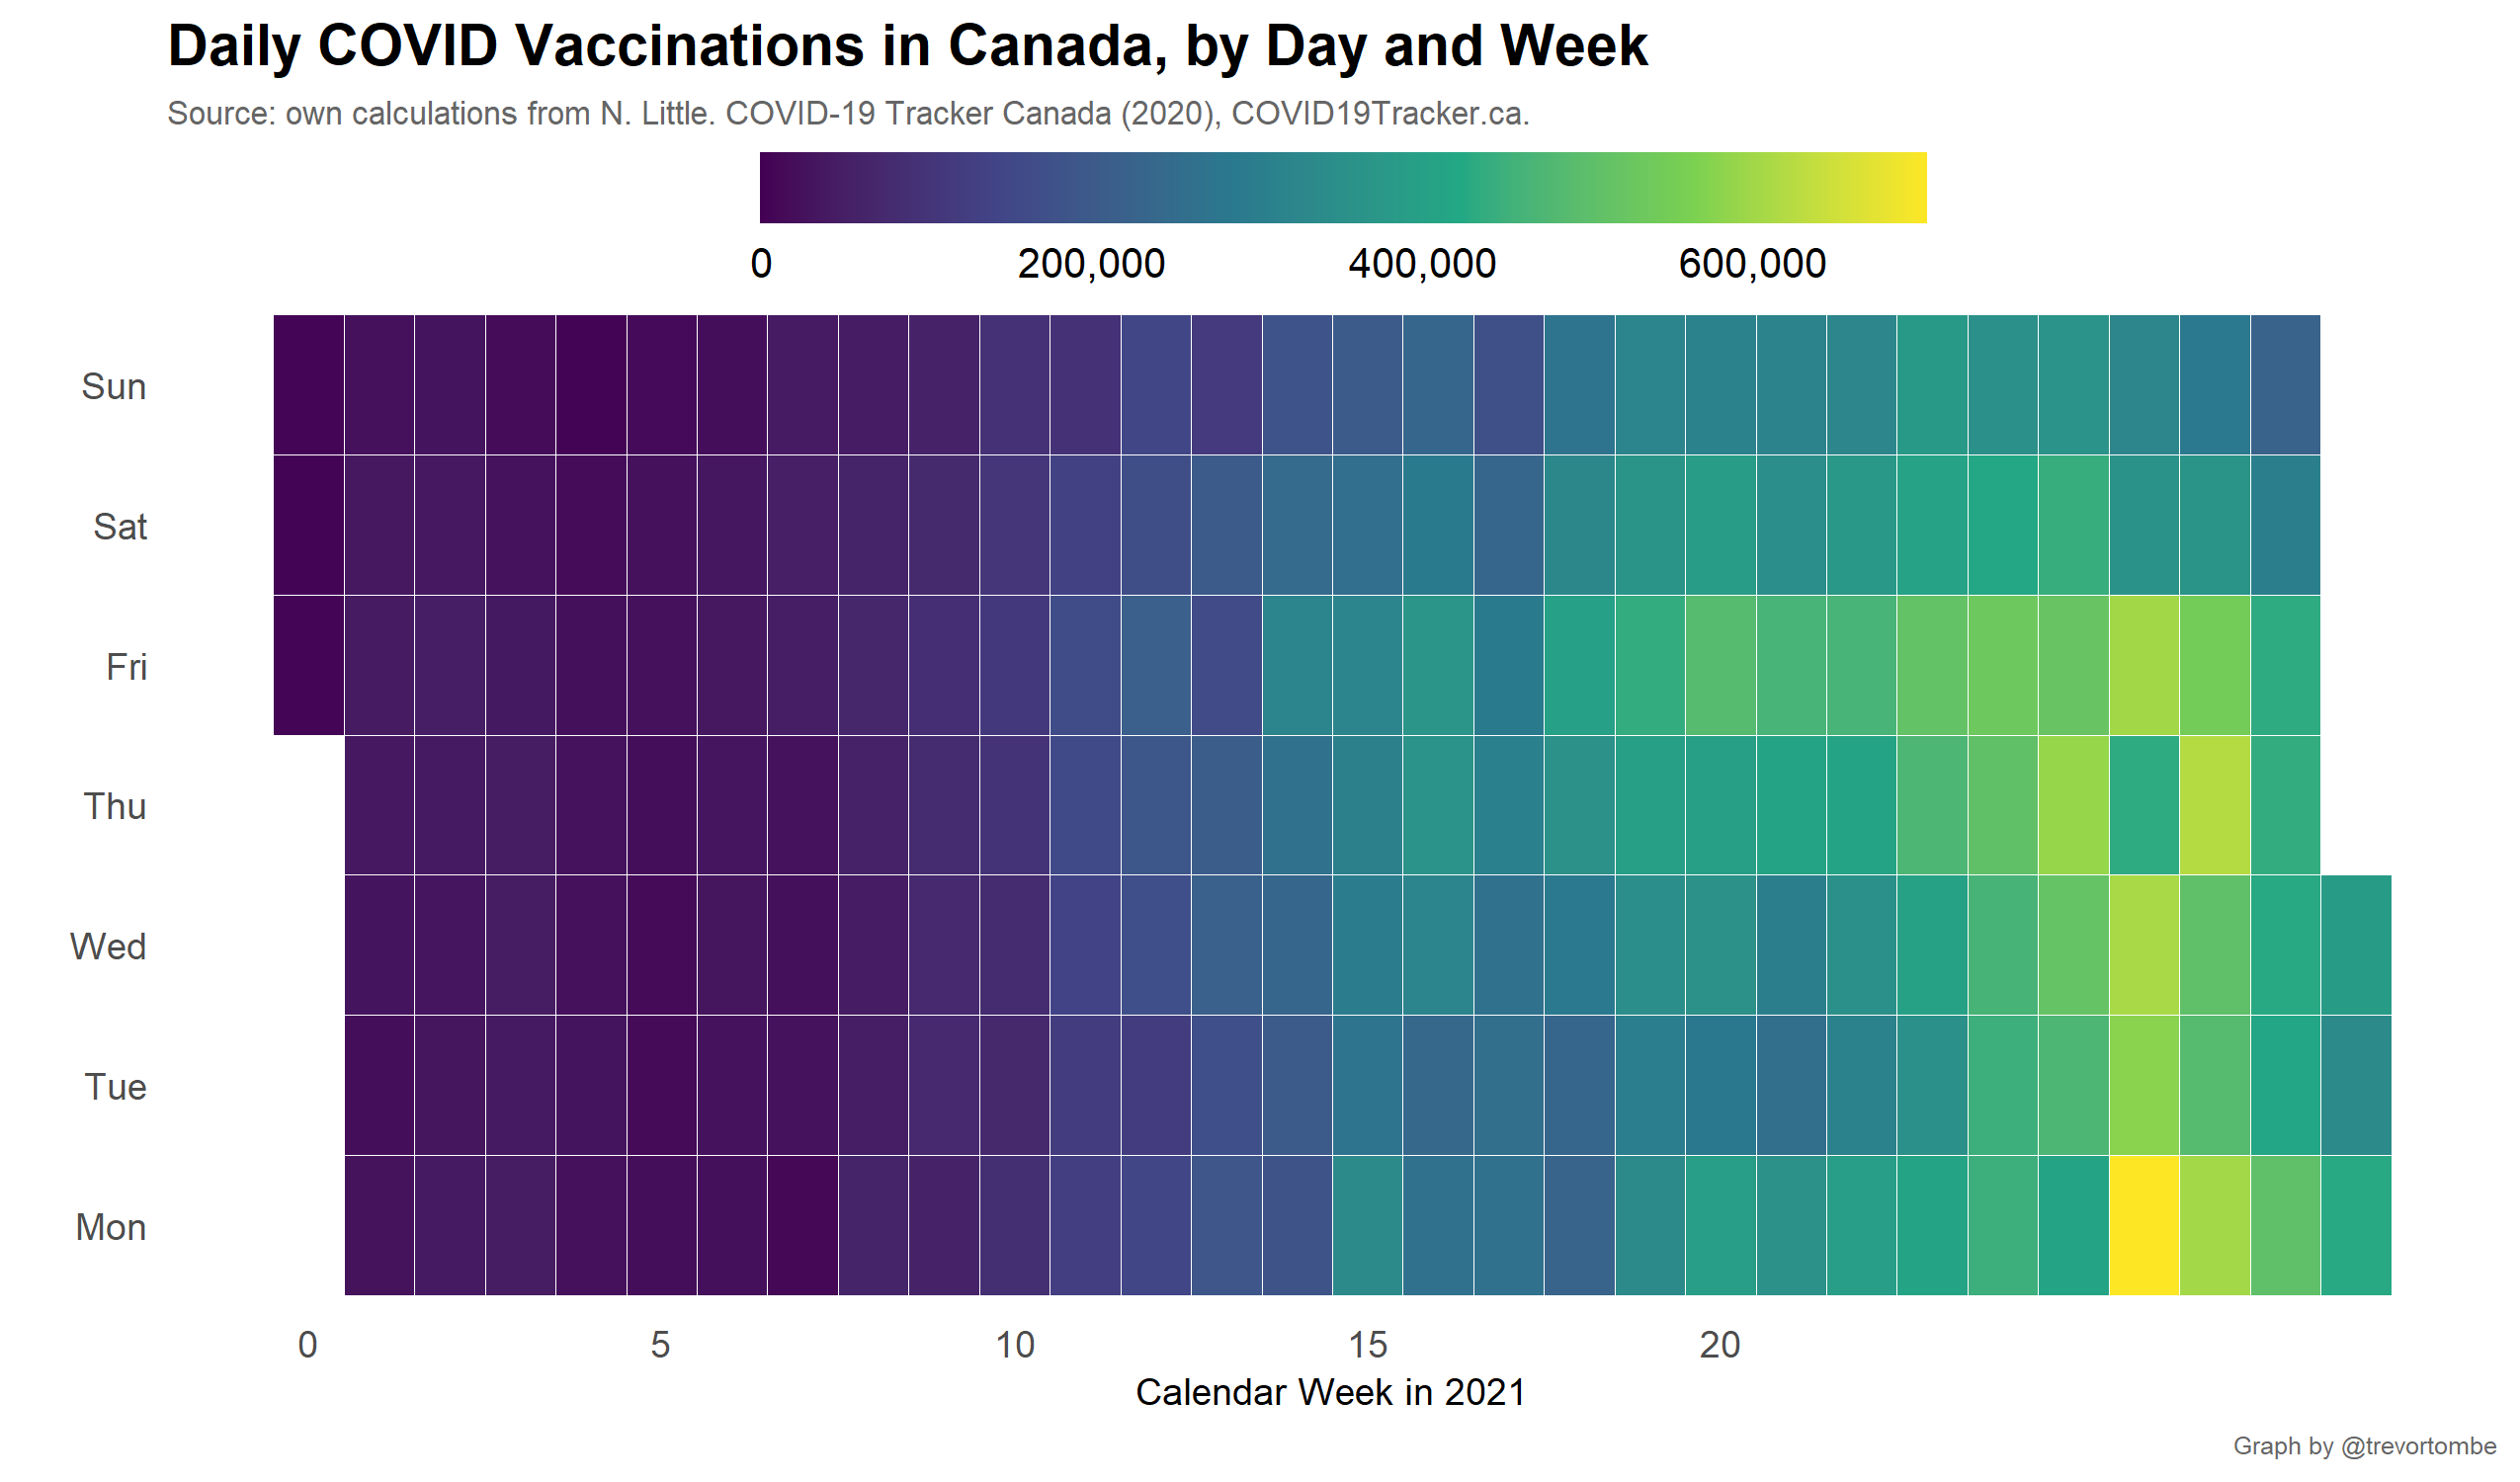 Daily COVID Vaccinations in Canada, by Day and Week
Source: own calculations from N. Little. COVID-19 Tracker Canada (2020), COVID19Tracker.ca.
0 200,000 400,000 600,000
Sun
Sat
Fri
Thu
Wed
Tue
Mon
0 5 10 15 20
Calendar Week in 2021
Graph by @trevortombe